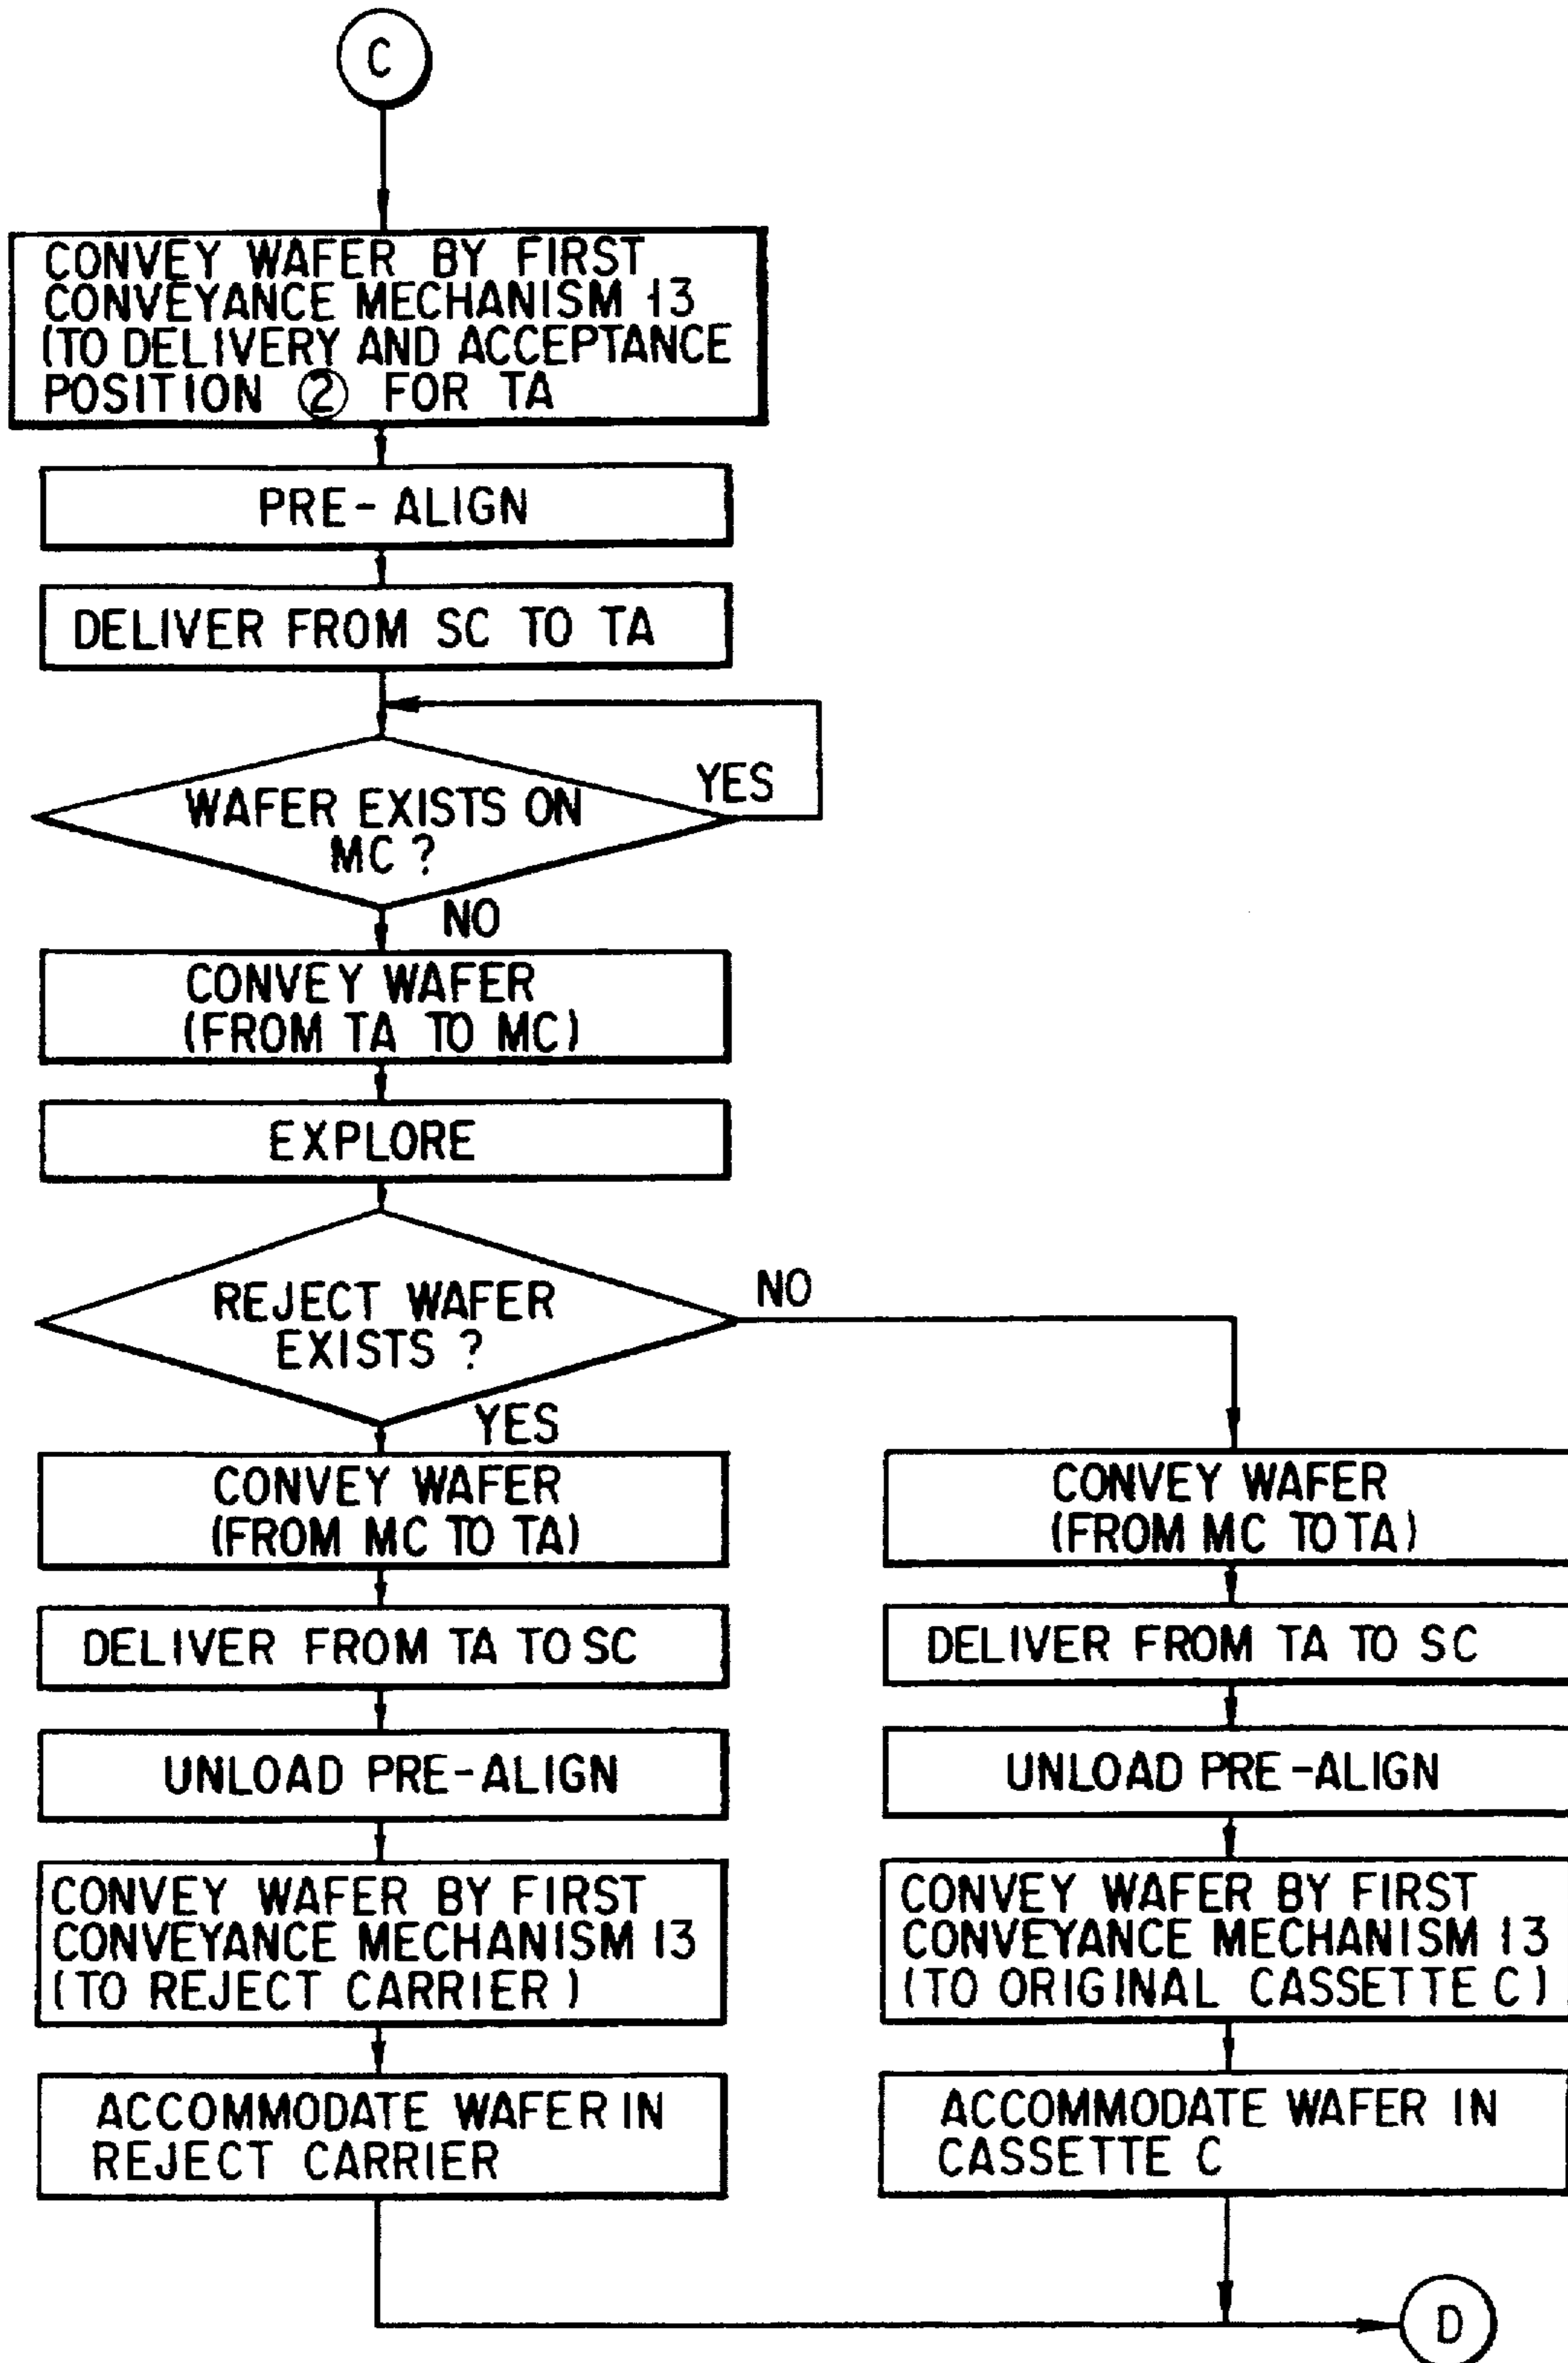 C
CONVEY WAFER BY FIRST
CONVEYANCE MECHANISM 13
(TO DELIVERY AND ACCEPTANCE
POSITION ② FOR TA
PRE-ALIGN
DELIVER FROM SC TO TA
YES
WAFER EXISTS ON
MC ?
NO
CONVEY WAFER
(FROM TA TO MC)
EXPLORE
NO
REJECT WAFER
EXISTS ?
YES
CONVEY WAFER
(FROM MC TO TA)
DELIVER FROM TA TO SC
UNLOAD PRE-ALIGN
CONVEY WAFER BY FIRST
CONVEYANCE MECHANISM 13
(TO REJECT CARRIER)
ACCOMMODATE WAFER IN
REJECT CARRIER
CONVEY WAFER
(FROM MC TO TA)
DELIVER FROM TA TO SC
UNLOAD PRE-ALIGN
CONVEY WAFER BY FIRST
CONVEYANCE MECHANISM 13
(TO ORIGINAL CASSETTE C)
ACCOMMODATE WAFER IN
CASSETTE C
D